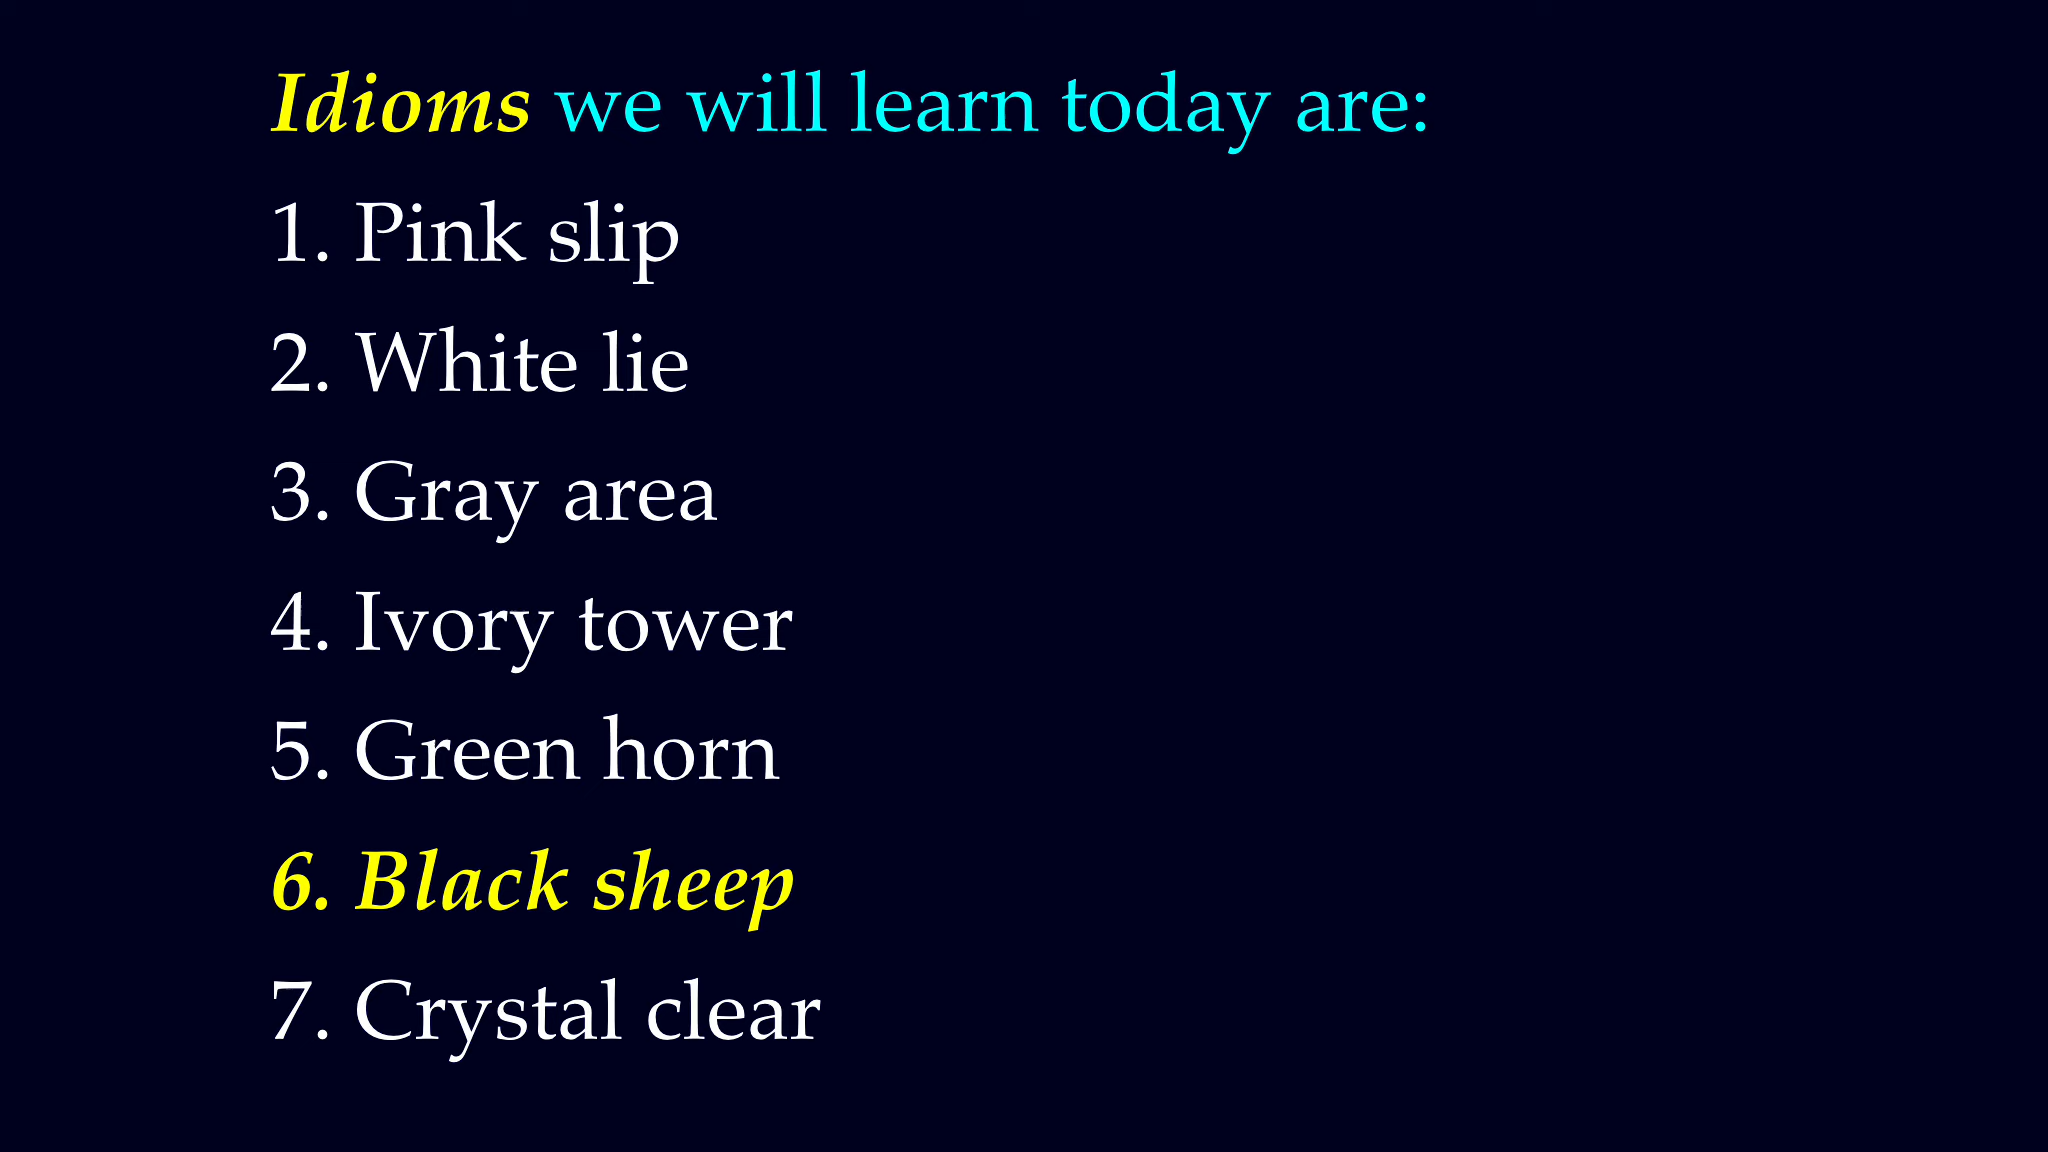 Idioms we will learn today are:
1. Pink slip
2. White lie
3. Gray area
4. Ivory tower
5. Green horn
6. Black sheep
7. Crystal clear